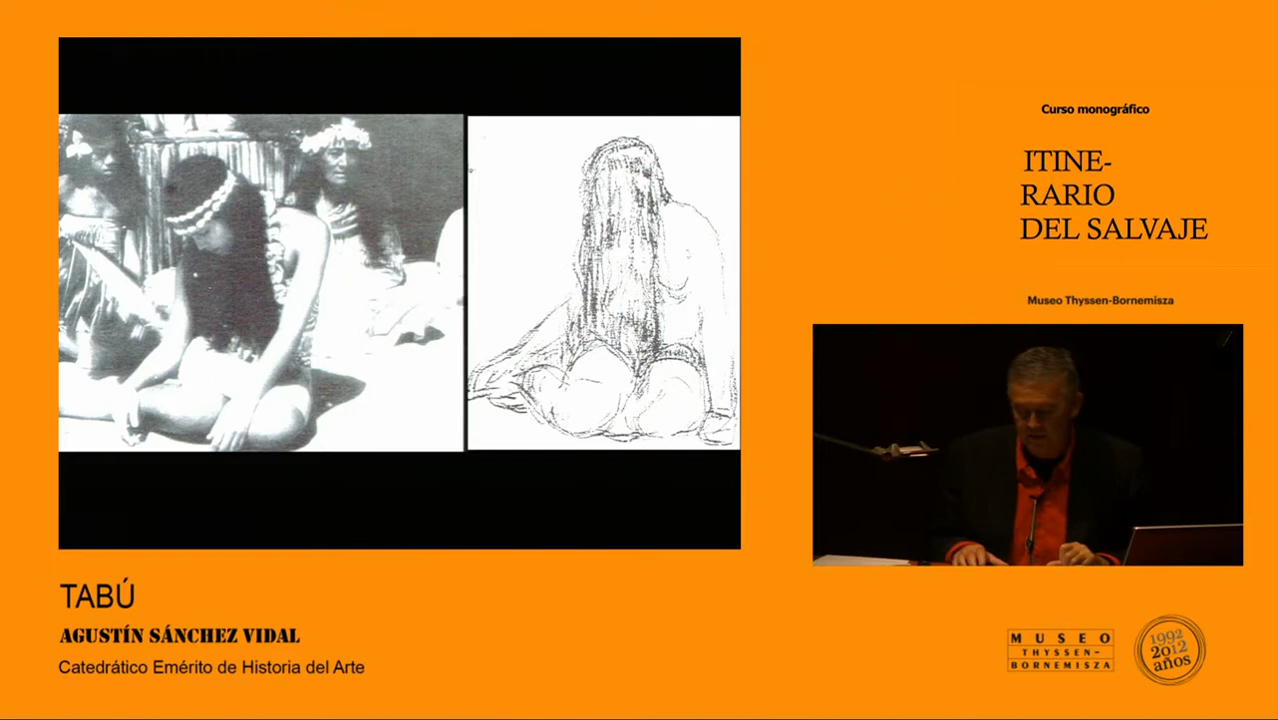 Curso monográfico
ITINE-
RARIO
DEL SALVAJE
Museo Thyssen-Bornemisza
TABÚ
AGUSTÍN SÁNCHEZ VIDAL
Catedrático Emérito de Historia del Arte
MUSEO
THYSSEN-
BORNEMISZA
1992
2012
años